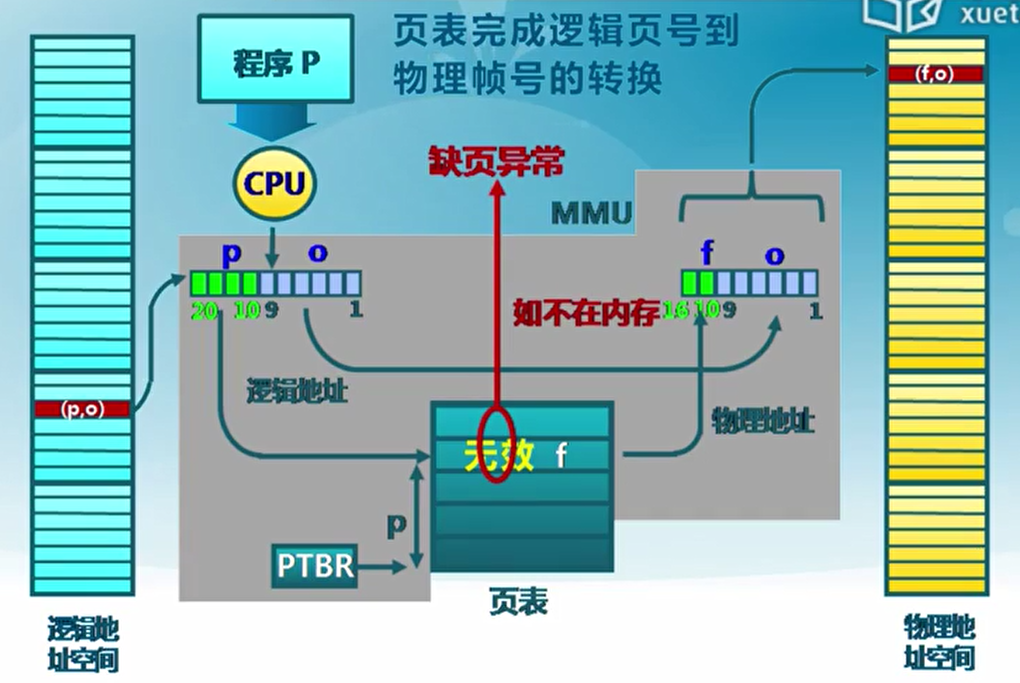 xuet
页表完成逻辑页号到
物理帧号的转换
程序 P
(f,o)
缺页异常
CPU
MMU
p o
f o
20 10 9 1
如不在内存
16 10 9 1
逻辑地址
(p,o)
物理地址
无效 f
p
PTBR
页表
逻辑地
址空间
物理地
址空间